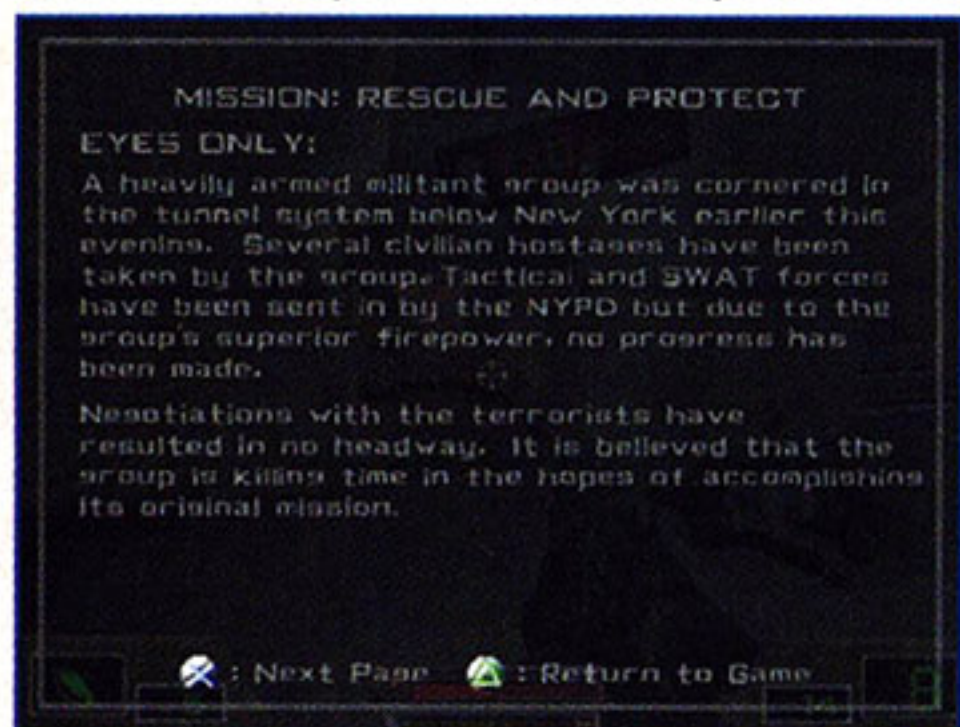 MISSION: RESCUE AND PROTECT
EYES ONLY:
A heavily armed militant group was cornered in
the tunnel system below New York earlier this
evening. Several civilian hostages have been
taken by the group. Tactical and SWAT forces
have been sent in by the NYPD but due to the
group's superior firepower, no progress has
been made.
Negotiations with the terrorists have
resulted in no headway. It is believed that the
group is killing time in the hopes of accomplishing
its original mission.
: Next Page : Return to Game